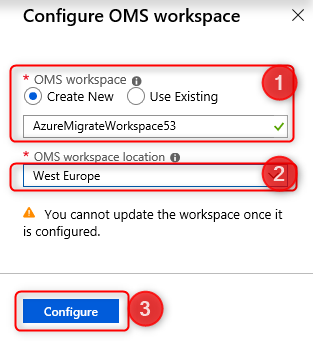 Configure OMS workspace
* OMS workspace
Create New Use Existing
1
AzureMigrateWorkspace53
* OMS workspace location
West Europe
2
You cannot update the workspace once it
is configured.
Configure
3